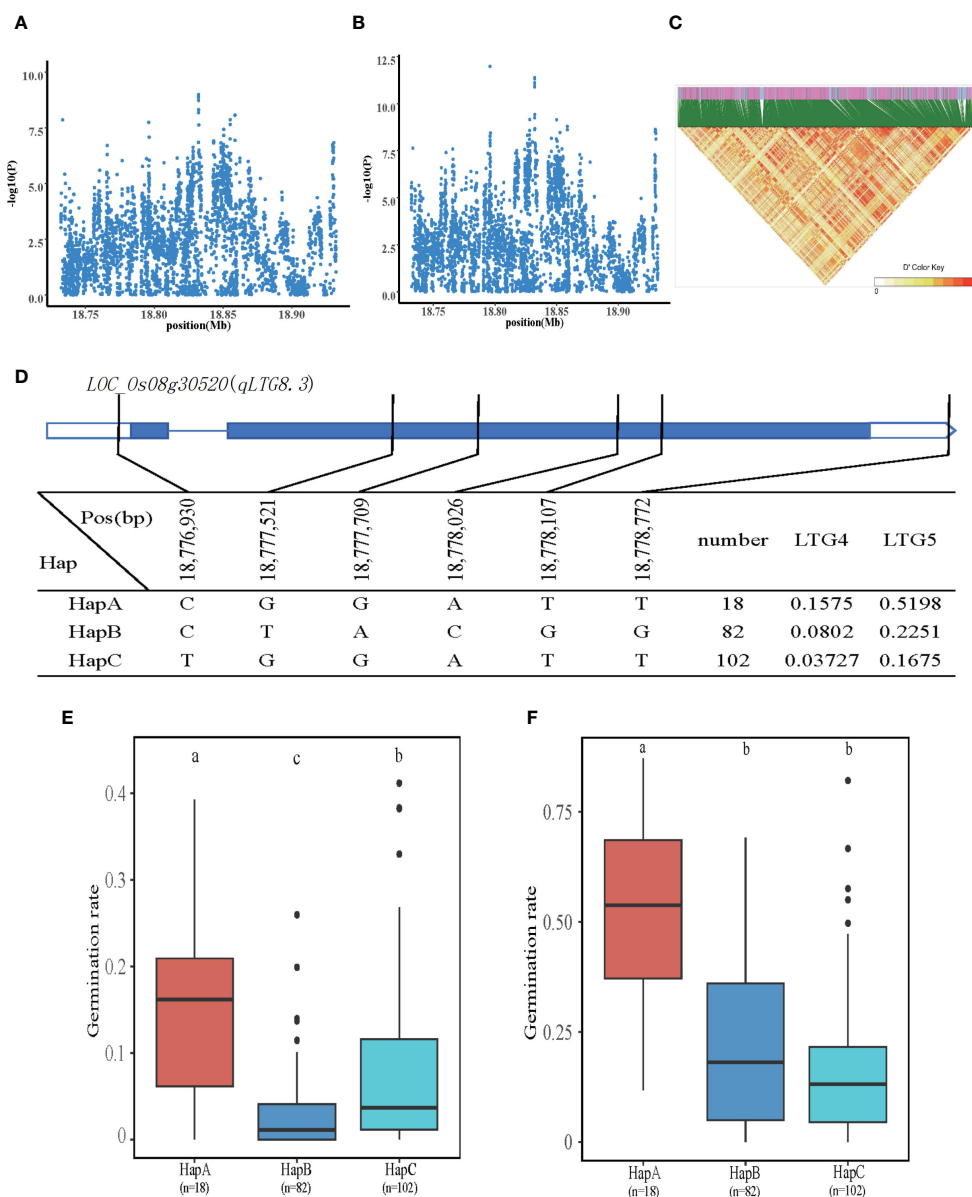 A
10.0
7.5
5.0
2.5
0.0
-log10(P)
18.75 18.80 18.85 18.90
position(Mb)
B
12.5
10.0
7.5
5.0
2.5
0.0
-log10(P)
18.75 18.80 18.85 18.90
position(Mb)
C
D' Color Key
0
D
LOC_Os08g30520(qLTG8.3)
Pos(bp) 18,776,930 18,777,521 18,777,709 18,778,026 18,778,107 18,778,772 number LTG4 LTG5
Hap
HapA C G G A T T 18 0.1575 0.5198
HapB C T A C G G 82 0.0802 0.2251
HapC T G G A T T 102 0.03727 0.1675
E
a c b
0.4
0.3
0.2
0.1
0
Germination rate
HapA HapB HapC
(n=18) (n=82) (n=102)
F
a b b
0.75
0.50
0.25
0
Germination rate
HapA HapB HapC
(n=18) (n=82) (n=102)